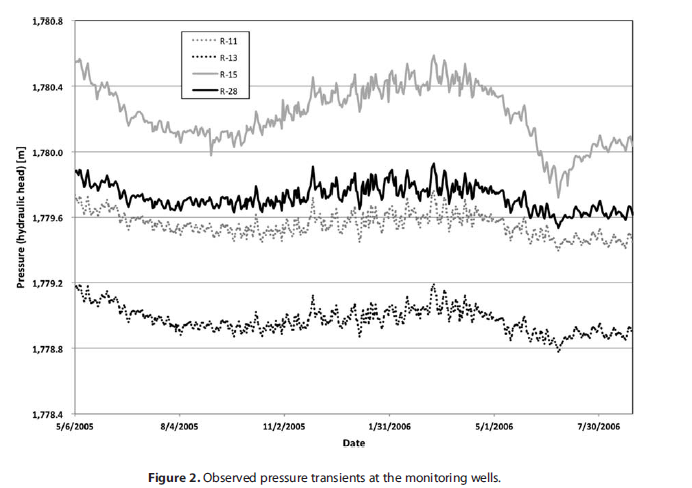 1,780.8
1,780.4
1,780.0
1,779.6
1,779.2
1,778.8
1,778.4
Pressure (hydraulic head) [m]
R-11
R-13
R-15
R-28
5/6/2005 8/4/2005 11/2/2005 1/31/2006 5/1/2006 7/30/2006
Date
Figure 2. Observed pressure transients at the monitoring wells.